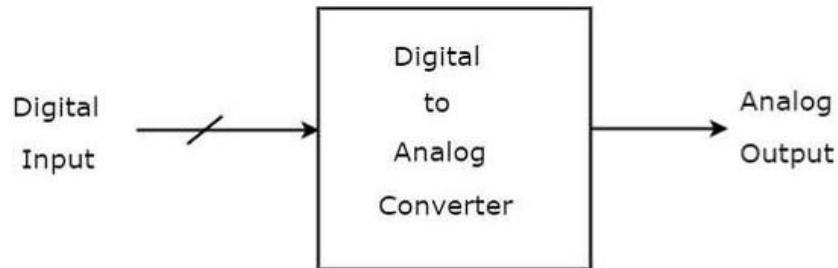 Digital
Input
Digital
to
Analog
Converter
Analog
Output